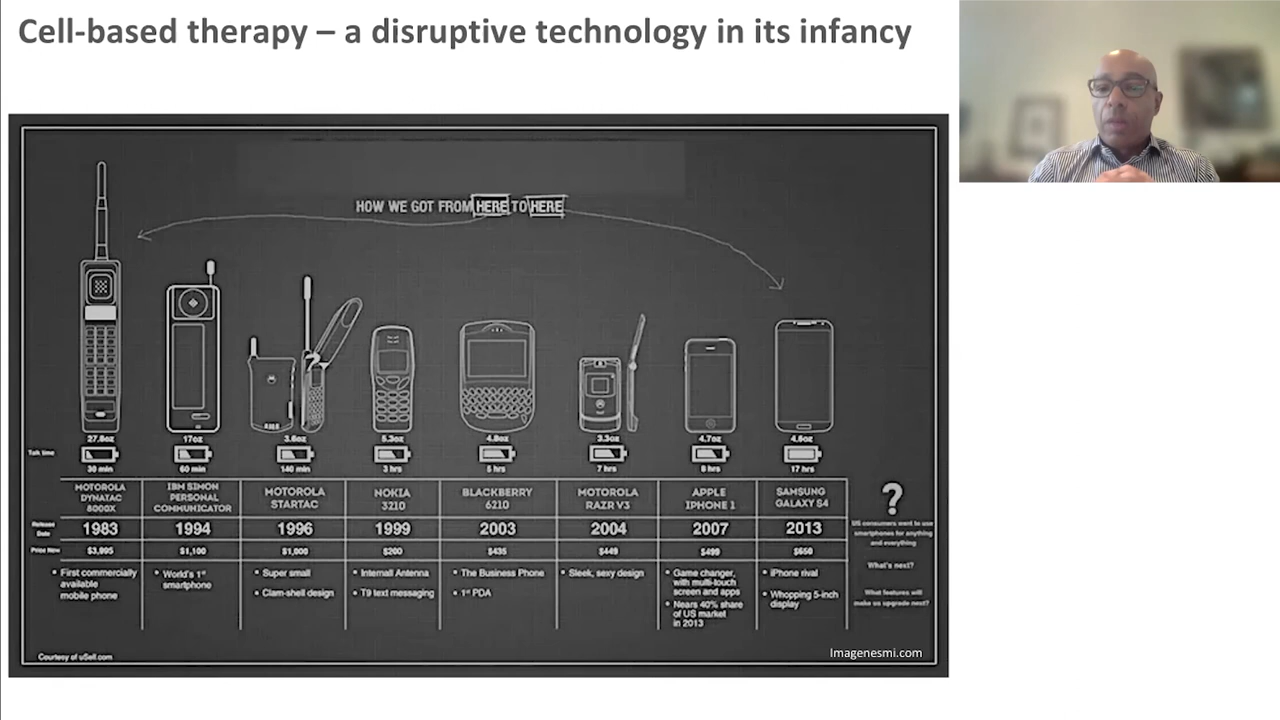 Cell-based therapy – a disruptive technology in its infancy
HOW WE GOT FROM HERE TO HERE
27.8oz 17oz 3.6oz 5.3oz 4.8oz 3.3oz 4.7oz 4.6oz
Talk time
30 min 60 min 140 min 3 hrs 5 hrs 7 hrs 8 hrs 17 hrs
MOTOROLA
DYNATAC
8000X
IBM SIMON
PERSONAL
COMMUNICATOR
MOTOROLA
STARTAC
NOKIA
3210
BLACKBERRY
6210
MOTOROLA
RAZR V3
APPLE
IPHONE 1
SAMSUNG
GALAXY S4
?
Release
Date
1983 1994 1996 1999 2003 2004 2007 2013
Price New
$3,995 $1,100 $1,000 $200 $435 $449 $499 $650
• First commercially
available
mobile phone
• World's 1st
smartphone
• Super small
• Clam-shell design
• Internall Antenna
• T9 text messaging
• The Business Phone
• 1st PDA
• Sleek, sexy design
• Game changer,
with multi-touch
screen and apps
• Nears 40% share
of US market
in 2013
• iPhone rival
• Whopping 5-inch
display
US consumers want to use
smartphones for anything
and everything
What's next?
What features will
make us upgrade next?
Courtesy of uSell.com
Imagenesmi.com